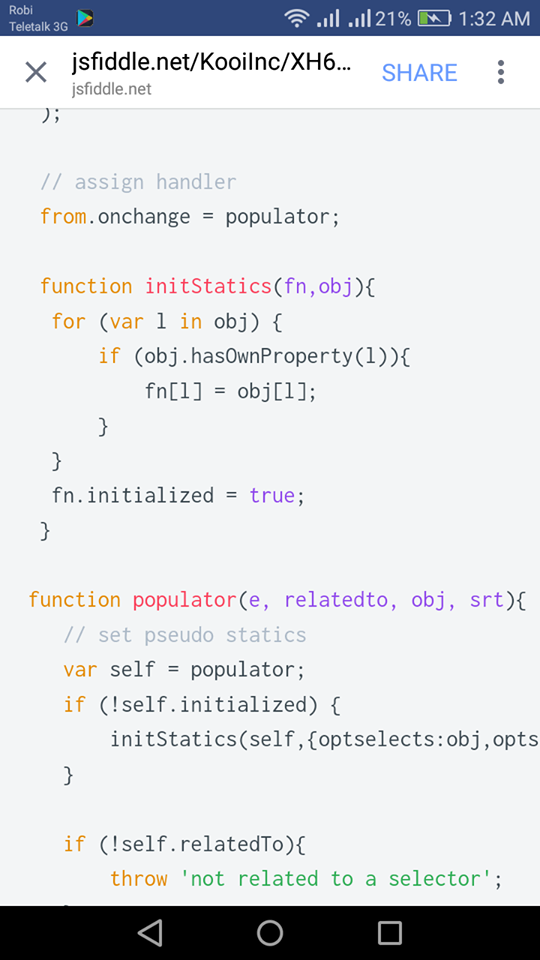 Robi
Teletalk 3G
21%
1:32 AM
jsfiddle.net/KooiInc/XH6...
SHARE
jsfiddle.net
);
// assign handler
from.onchange = populator;
function initStatics(fn,obj){
for (var l in obj) {
if (obj.hasOwnProperty(l)){
fn[l] = obj[l];
}
}
fn.initialized = true;
}
function populator(e, relatedto, obj, srt){
// set pseudo statics
var self = populator;
if (!self.initialized) {
initStatics(self,{optselects:obj,opts
}
if (!self.relatedTo){
throw 'not related to a selector';